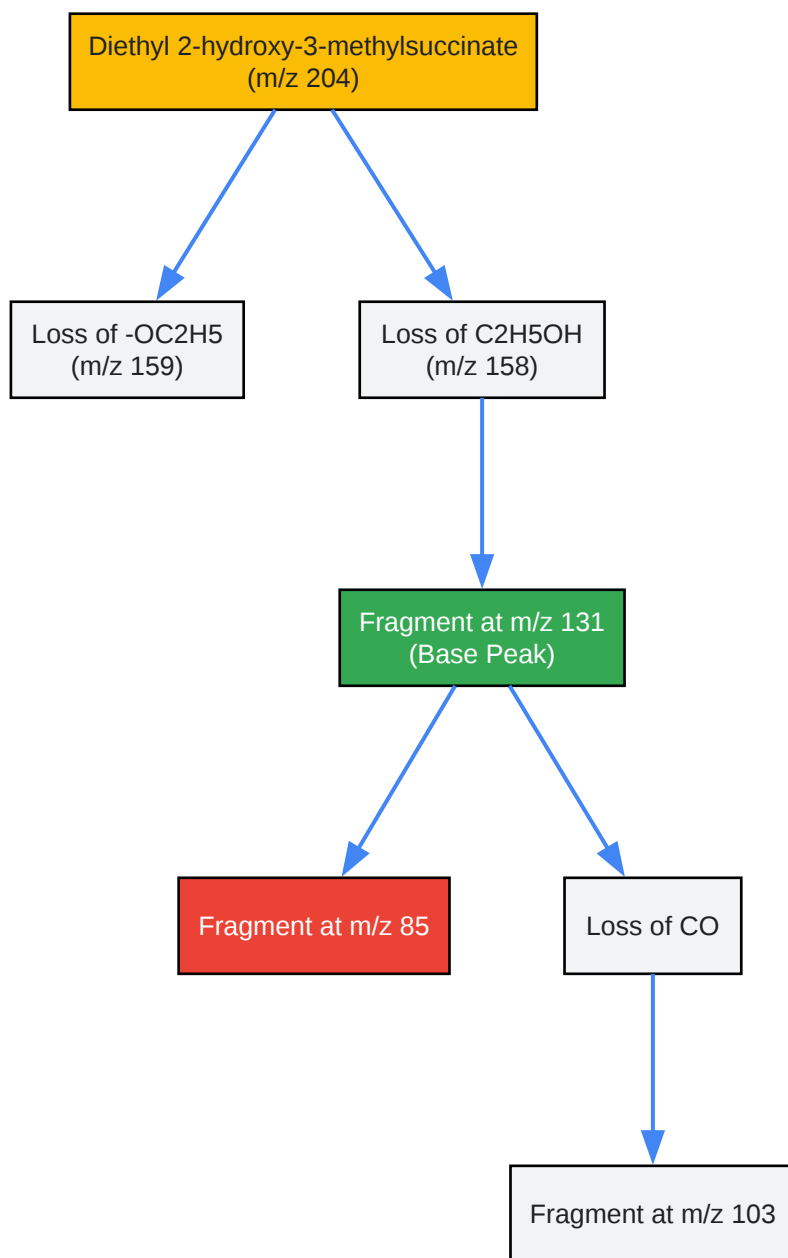 Diethyl 2-hydroxy-3-methylsuccinate
(m/z 204)
Loss of -OC2H5
(m/z 159)
Loss of C2H5OH
(m/z 158)
Fragment at m/z 131
(Base Peak)
Fragment at m/z 85
Loss of CO
Fragment at m/z 103